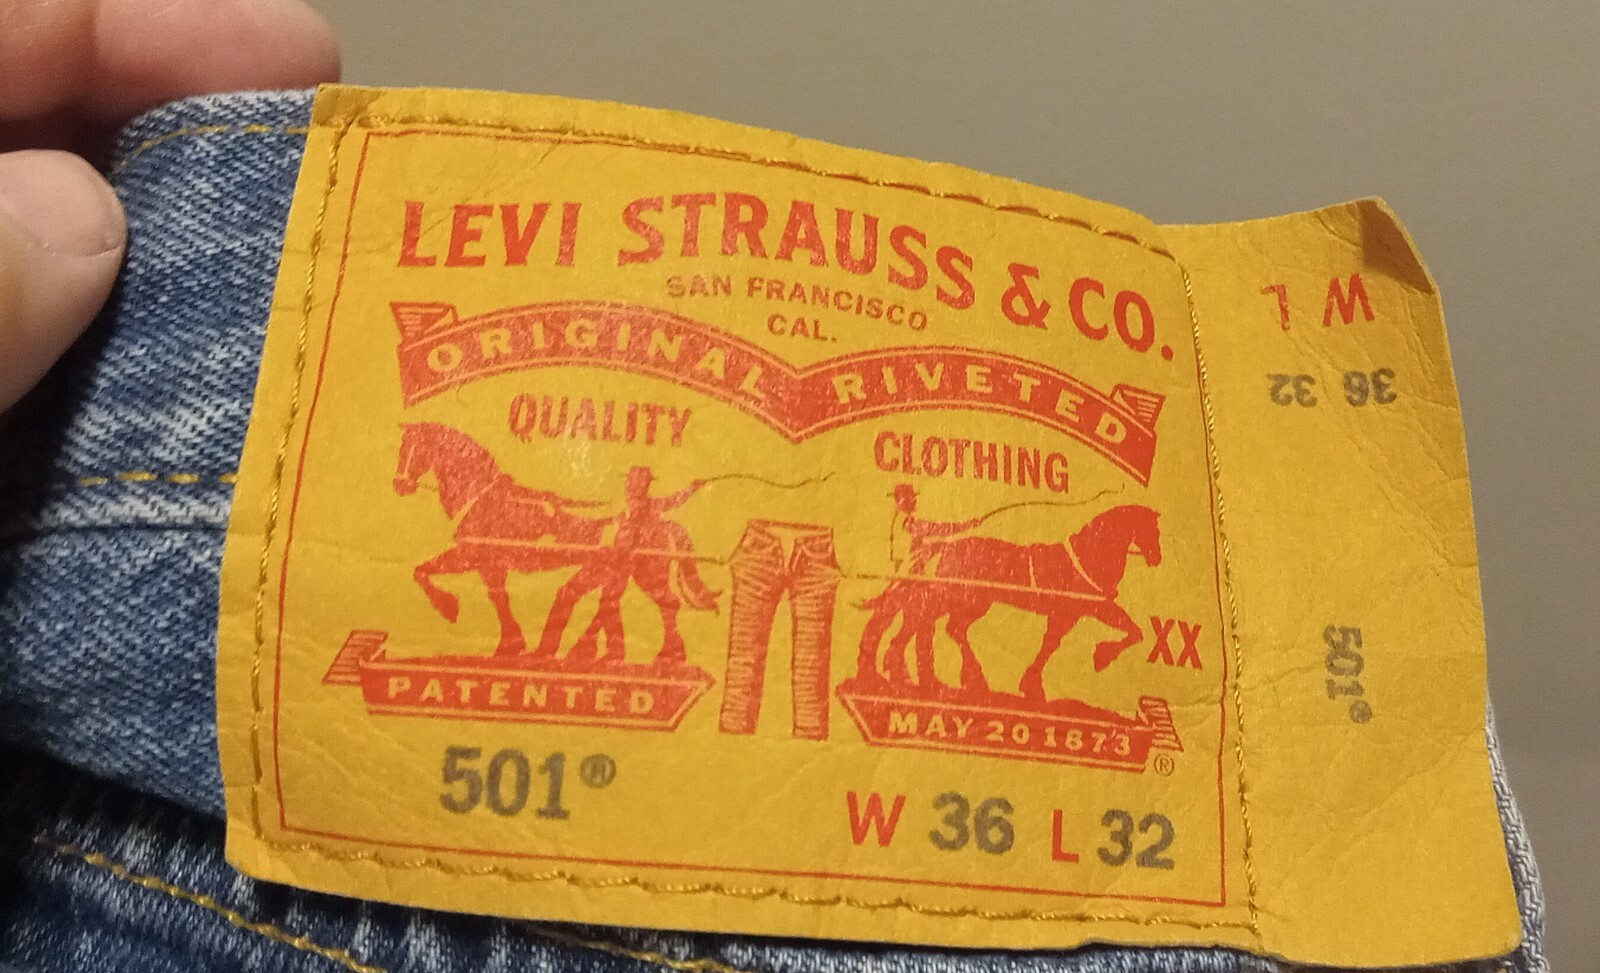 LEVI STRAUSS & CO.
SAN FRANCISCO
CAL.
ORIGINAL RIVETED
QUALITY CLOTHING
XX
PATENTED MAY 20 1873 ®
501® W 36 L 32
W L
36 32
501®